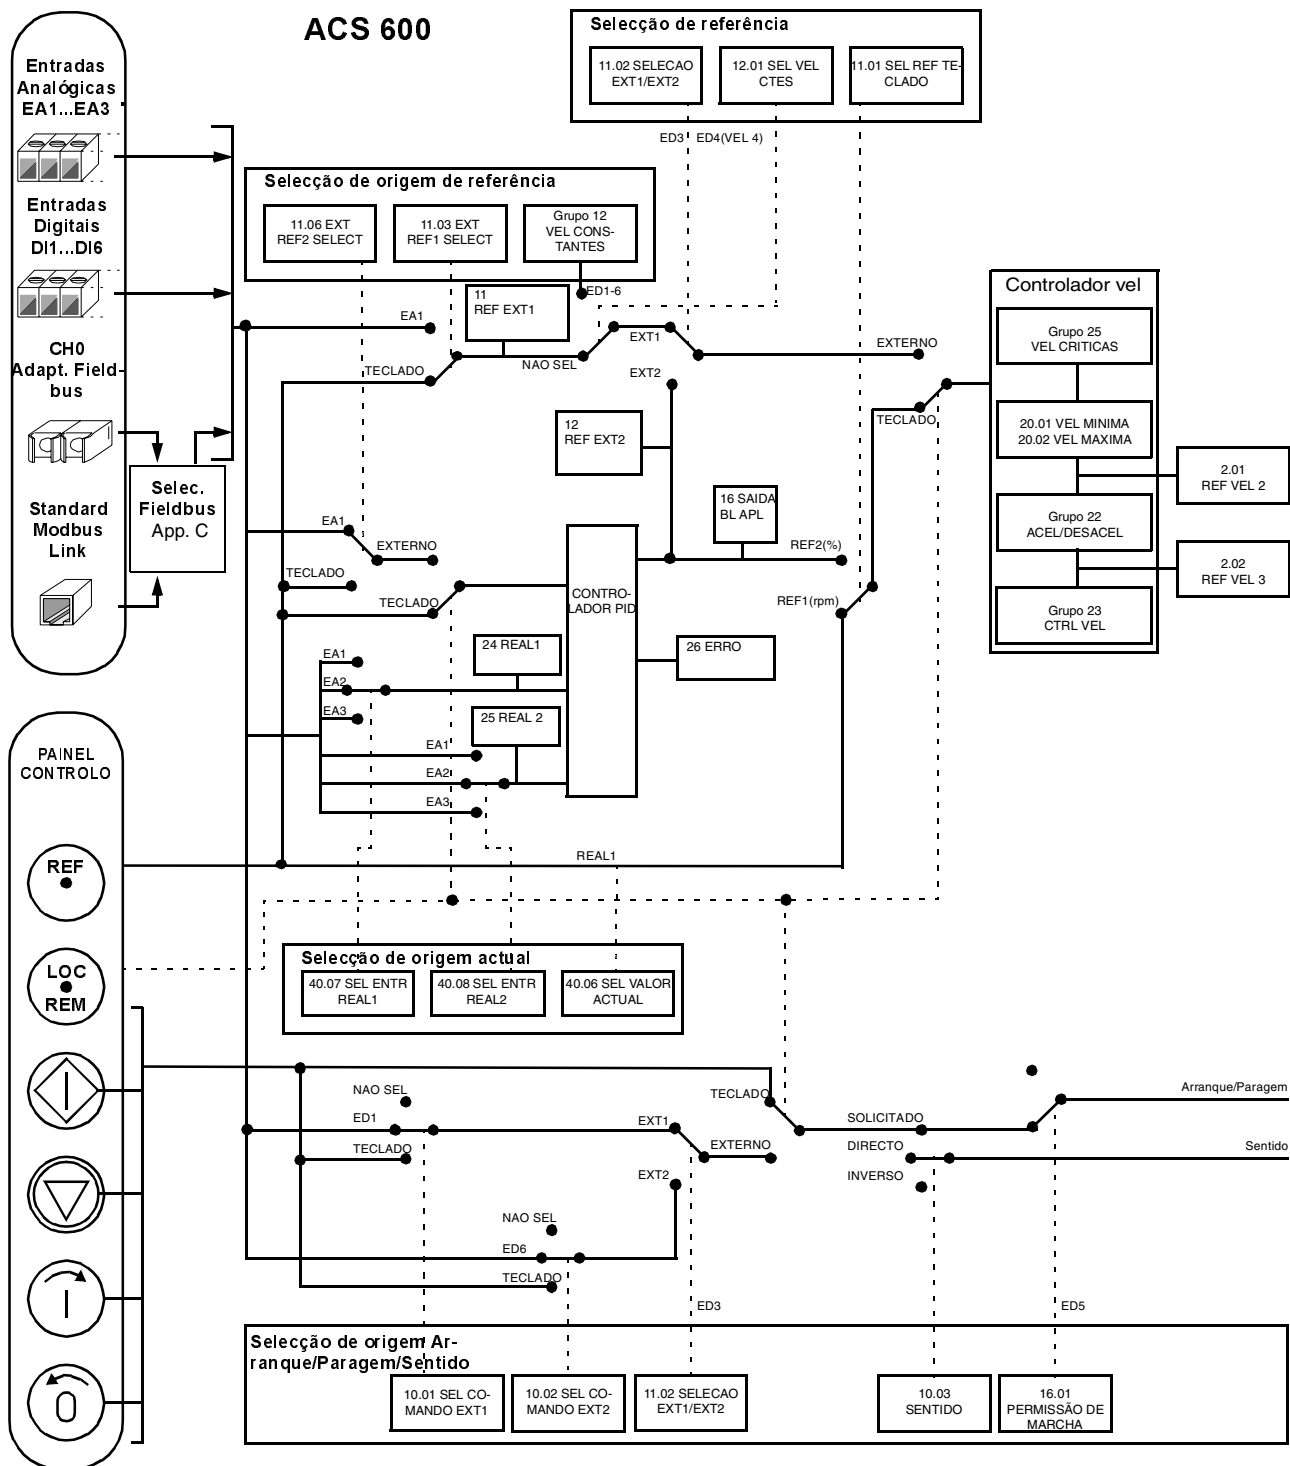 ACS 600
Entradas
Analógicas
EA1...EA3
Entradas
Digitais
DI1...DI6
CH0
Adapt. Field-
bus
Standard
Modbus
Link
Selec.
Fieldbus
App. C
Selecção de referência
11.02 SELECAO
EXT1/EXT2
12.01 SEL VEL
CTES
11.01 SEL REF TE-
CLADO
ED3
ED4(VEL 4)
Selecção de origem de referência
11.06 EXT
REF2 SELECT
11.03 EXT
REF1 SELECT
Grupo 12
VEL CONS-
TANTES
ED1-6
11
REF EXT1
EA1
TECLADO
NAO SEL
EXT1
EXT2
EXTERNO
TECLADO
12
REF EXT2
16 SAIDA
BL APL
REF2(%)
REF1(rpm)
Controlador vel
Grupo 25
VEL CRITICAS
20.01 VEL MINIMA
20.02 VEL MAXIMA
2.01
REF VEL 2
Grupo 22
ACEL/DESACEL
2.02
REF VEL 3
Grupo 23
CTRL VEL
EA1
EXTERNO
TECLADO
TECLADO
CONTRO-
LADOR PID
24 REAL1
26 ERRO
EA1
EA2
EA3
25 REAL 2
EA1
EA2
EA3
REAL1
PAINEL
CONTROLO
REF
LOC
REM
Selecção de origem actual
40.07 SEL ENTR
REAL1
40.08 SEL ENTR
REAL2
40.06 SEL VALOR
ACTUAL
NAO SEL
ED1
TECLADO
EXT1
EXT2
EXTERNO
TECLADO
SOLICITADO
DIRECTO
INVERSO
Arranque/Paragem
Sentido
NAO SEL
ED6
TECLADO
ED3
ED5
Selecção de origem Ar-
ranque/Paragem/Sentido
10.01 SEL CO-
MANDO EXT1
10.02 SEL CO-
MANDO EXT2
11.02 SELECAO
EXT1/EXT2
10.03
SENTIDO
16.01
PERMISSÃO DE
MARCHA